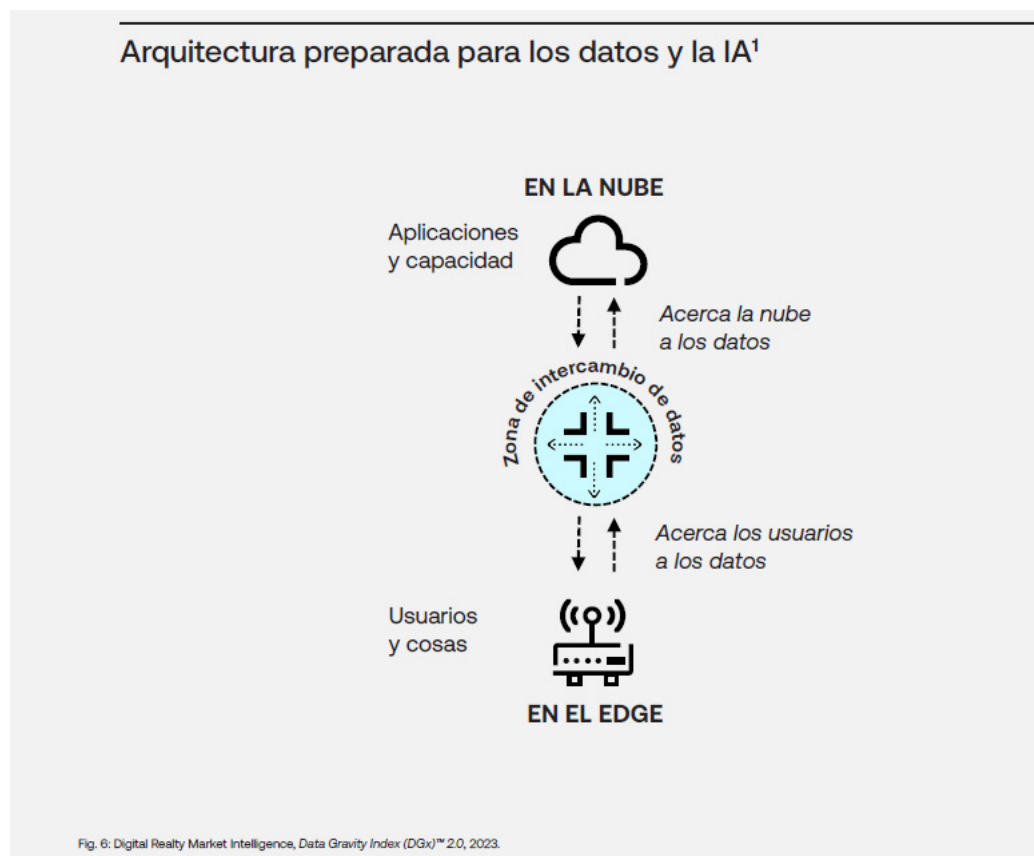 Arquitectura preparada para los datos y la IA¹
EN LA NUBE
Aplicaciones
y capacidad
Acerca la nube
a los datos
Zona de intercambio de datos
Acerca los usuarios
a los datos
Usuarios
y cosas
EN EL EDGE
Fig. 6: Digital Realty Market Intelligence, Data Gravity Index (DGx)™ 2.0, 2023.